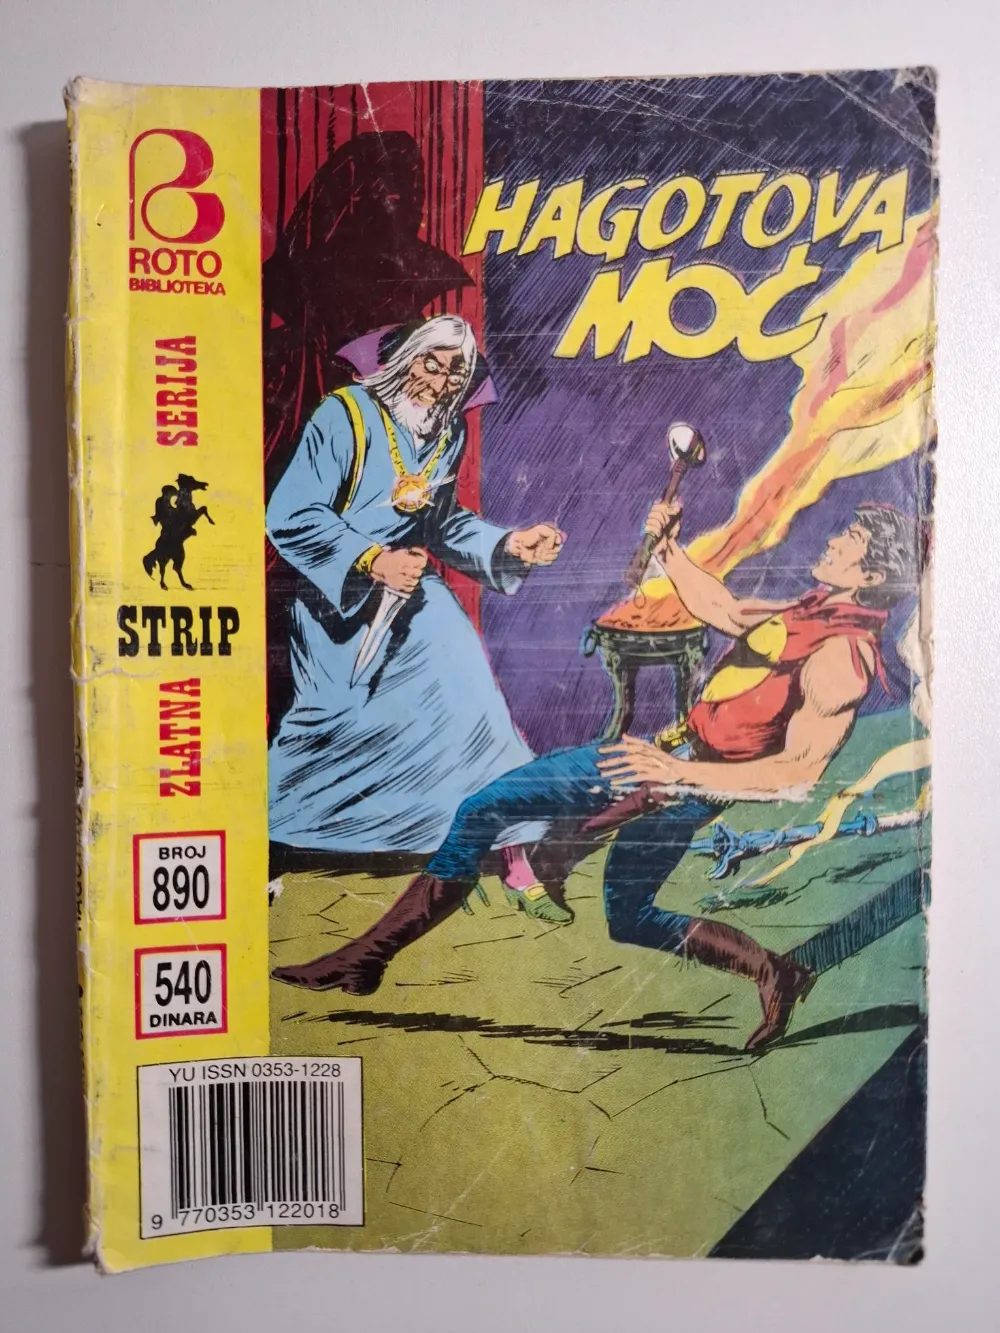 ROTO
BIBLIOTEKA
SERIJA
STRIP
ZLATNA
BROJ
890
540
DINARA
YU ISSN 0353-1228
9 770353 122018
HAGOTOVA
MOĆ